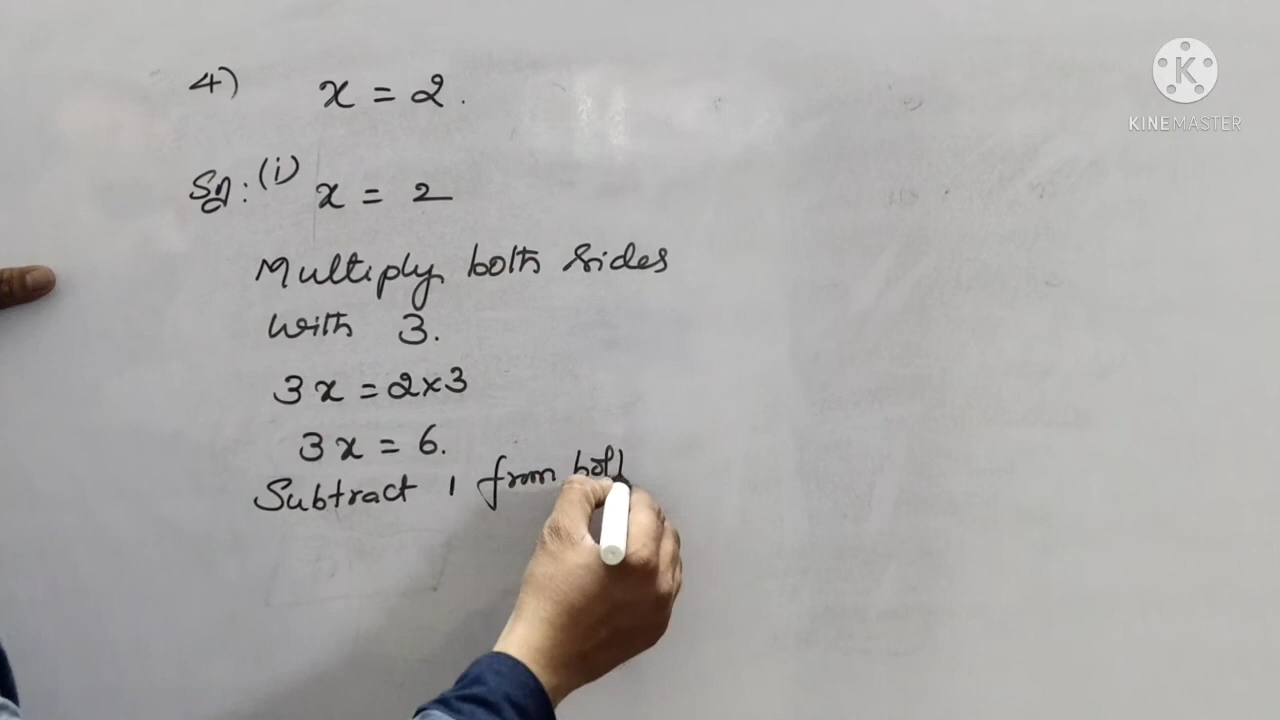 4) x = 2.
Sol: (i) x = 2
Multiply both sides
with 3.
3x = 2×3
3x = 6.
Subtract 1 from both
KINEMASTER